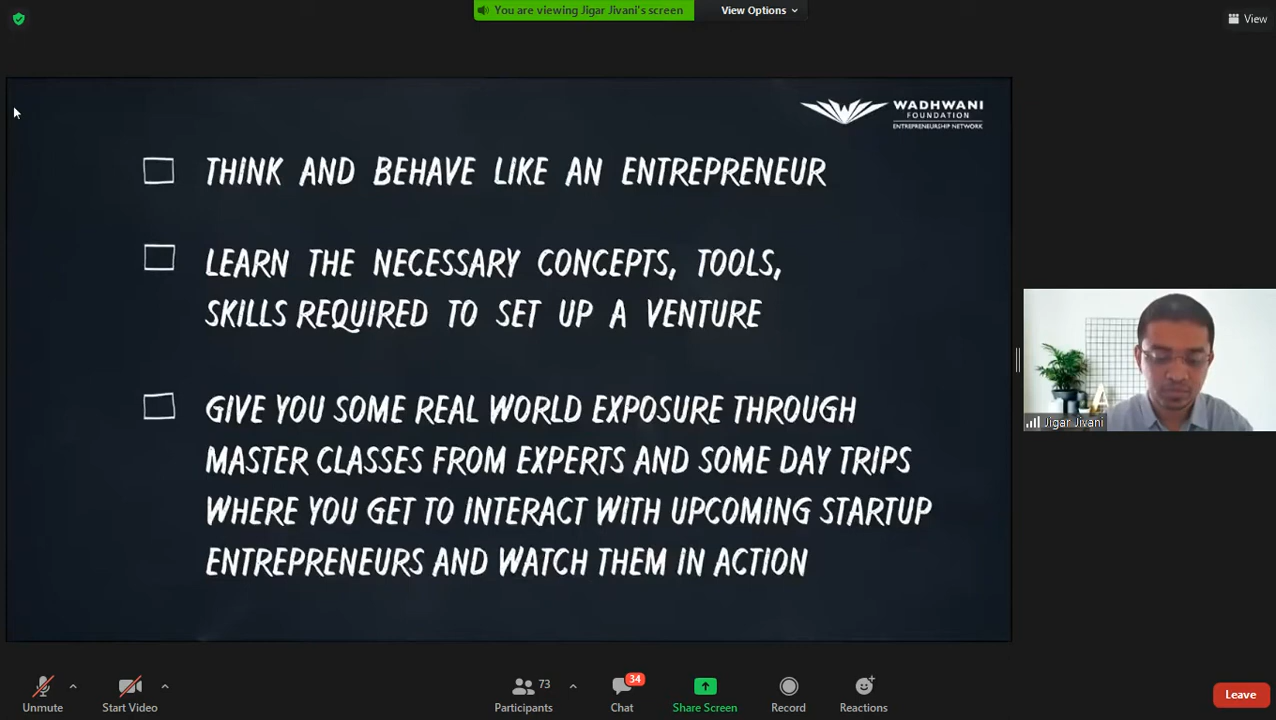 You are viewing Jigar Jivani's screen
View Options
View
WADHWANI
FOUNDATION
ENTREPRENEURSHIP NETWORK
THINK AND BEHAVE LIKE AN ENTREPRENEUR
LEARN THE NECESSARY CONCEPTS, TOOLS,
SKILLS REQUIRED TO SET UP A VENTURE
GIVE YOU SOME REAL WORLD EXPOSURE THROUGH
MASTER CLASSES FROM EXPERTS AND SOME DAY TRIPS
WHERE YOU GET TO INTERACT WITH UPCOMING STARTUP
ENTREPRENEURS AND WATCH THEM IN ACTION
Jigar Jivani
Unmute
Start Video
73
Participants
34
Chat
Share Screen
Record
Reactions
Leave